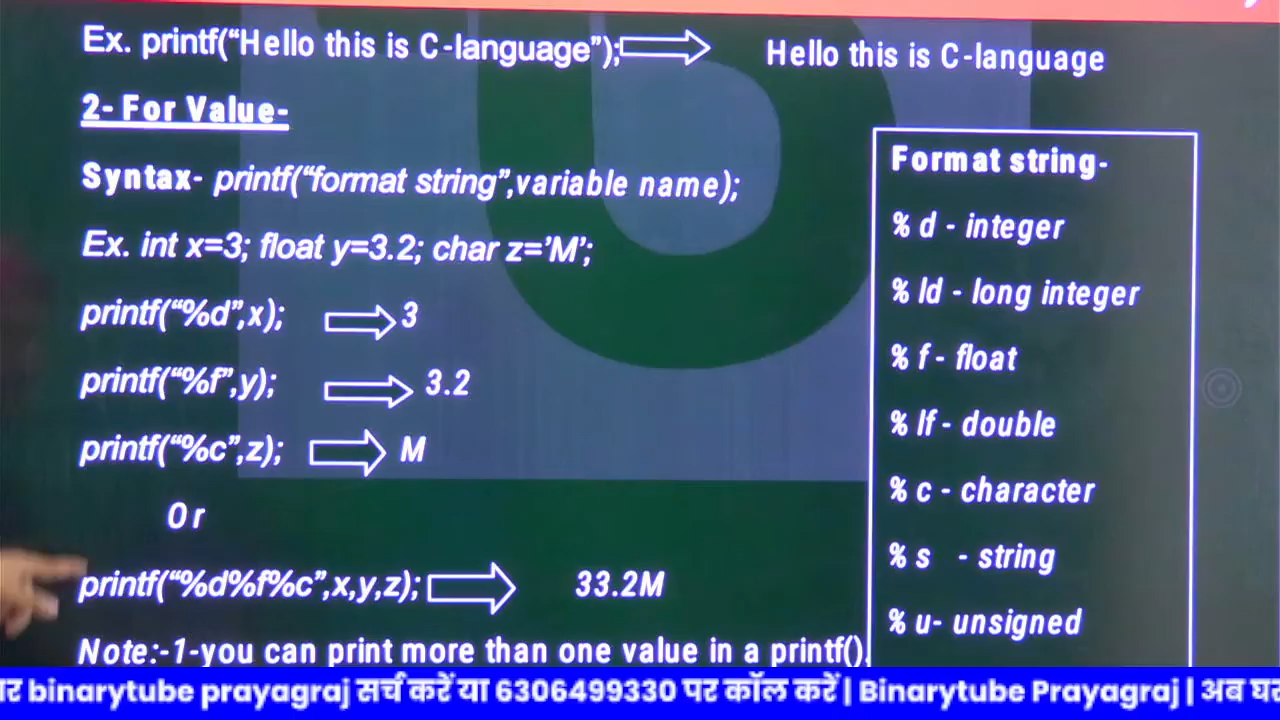 Ex. printf(“Hello this is C-language”); Hello this is C-language
2- For Value-
Syntax- printf(“format string”,variable name);
Ex. int x=3; float y=3.2; char z=’M’;
printf(“%d”,x); 3
printf(“%f”,y); 3.2
printf(“%c”,z); M
Or
printf(“%d%f%c”,x,y,z); 33.2M
Note:-1-you can print more than one value in a printf()
Format string-
% d - integer
% ld - long integer
% f - float
% lf - double
% c - character
% s - string
% u- unsigned
binarytube prayagraj सर्च करें या 6306499330 पर कॉल करें | Binarytube Prayagraj | अब